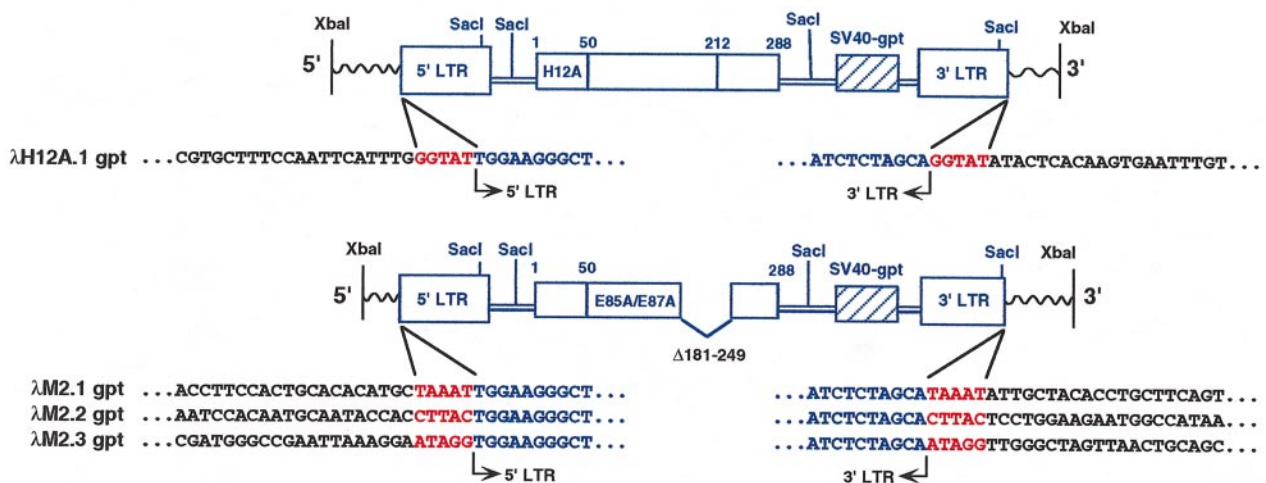 XbaI SacI SacI SacI SV40-gpt SacI XbaI
1 50 212 288
5' 5' LTR H12A 3' LTR 3'
λH12A.1 gpt ...CGTGCTTTCCAATTCATTTGGGTATTGGAAGGGCT... ...ATCTCTAGCAGGTATATACTCACAAGTGAATTTGT...
5' LTR 3' LTR
XbaI SacI SacI SacI SV40-gpt SacI XbaI
1 50 288
5' 5' LTR E85A/E87A 3' LTR 3'
Δ181-249
λM2.1 gpt ...ACCTTCCACTGCACACATGCTAAATTGGAAGGGCT... ...ATCTCTAGCATAAATATTGCTACACCTGCTTCAGT...
λM2.2 gpt ...AATCCACAATGCAATACCACCTTACTGGAAGGGCT... ...ATCTCTAGCACTTACTCCTGGAAGAATGGCCATAA...
λM2.3 gpt ...CGATGGGCCGAATTAAAGGAATAGGTGGAAGGGCT... ...ATCTCTAGCAATAGGTTGGGCTAGTTAACTGCAGC...
5' LTR 3' LTR